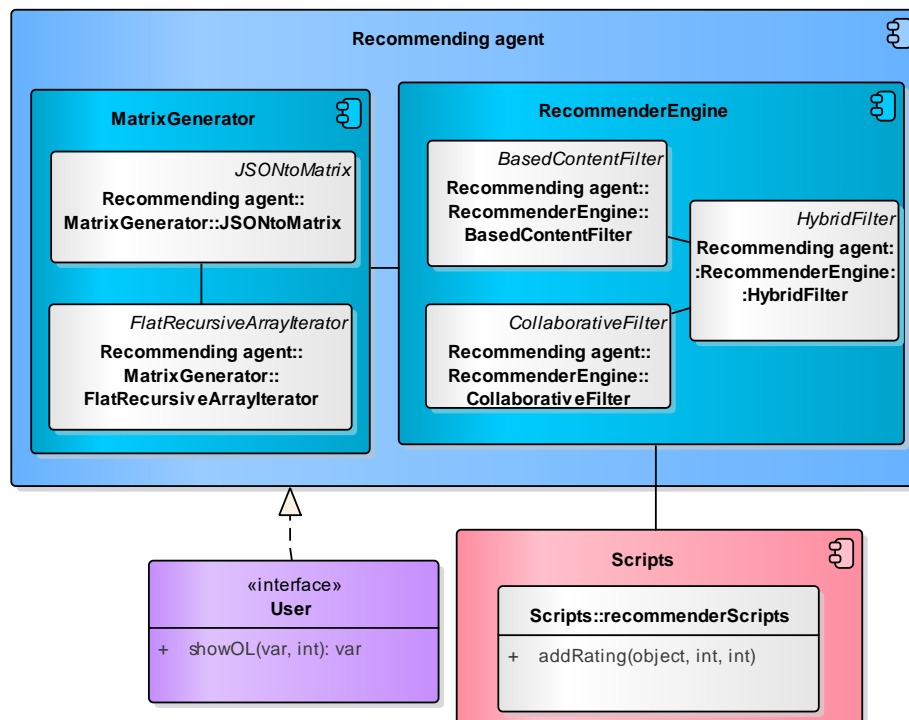 Recommending agent
MatrixGenerator
JSONtoMatrix
Recommending agent::
MatrixGenerator::JSONtoMatrix
FlatRecursiveArrayIterator
Recommending agent::
MatrixGenerator::
FlatRecursiveArrayIterator
RecommenderEngine
BasedContentFilter
Recommending agent::
RecommenderEngine::
BasedContentFilter
HybridFilter
Recommending agent:
:RecommenderEngine:
:HybridFilter
CollaborativeFilter
Recommending agent::
RecommenderEngine::
CollaborativeFilter
«interface»
User
+ showOL(var, int): var
Scripts
Scripts::recommenderScripts
+ addRating(object, int, int)